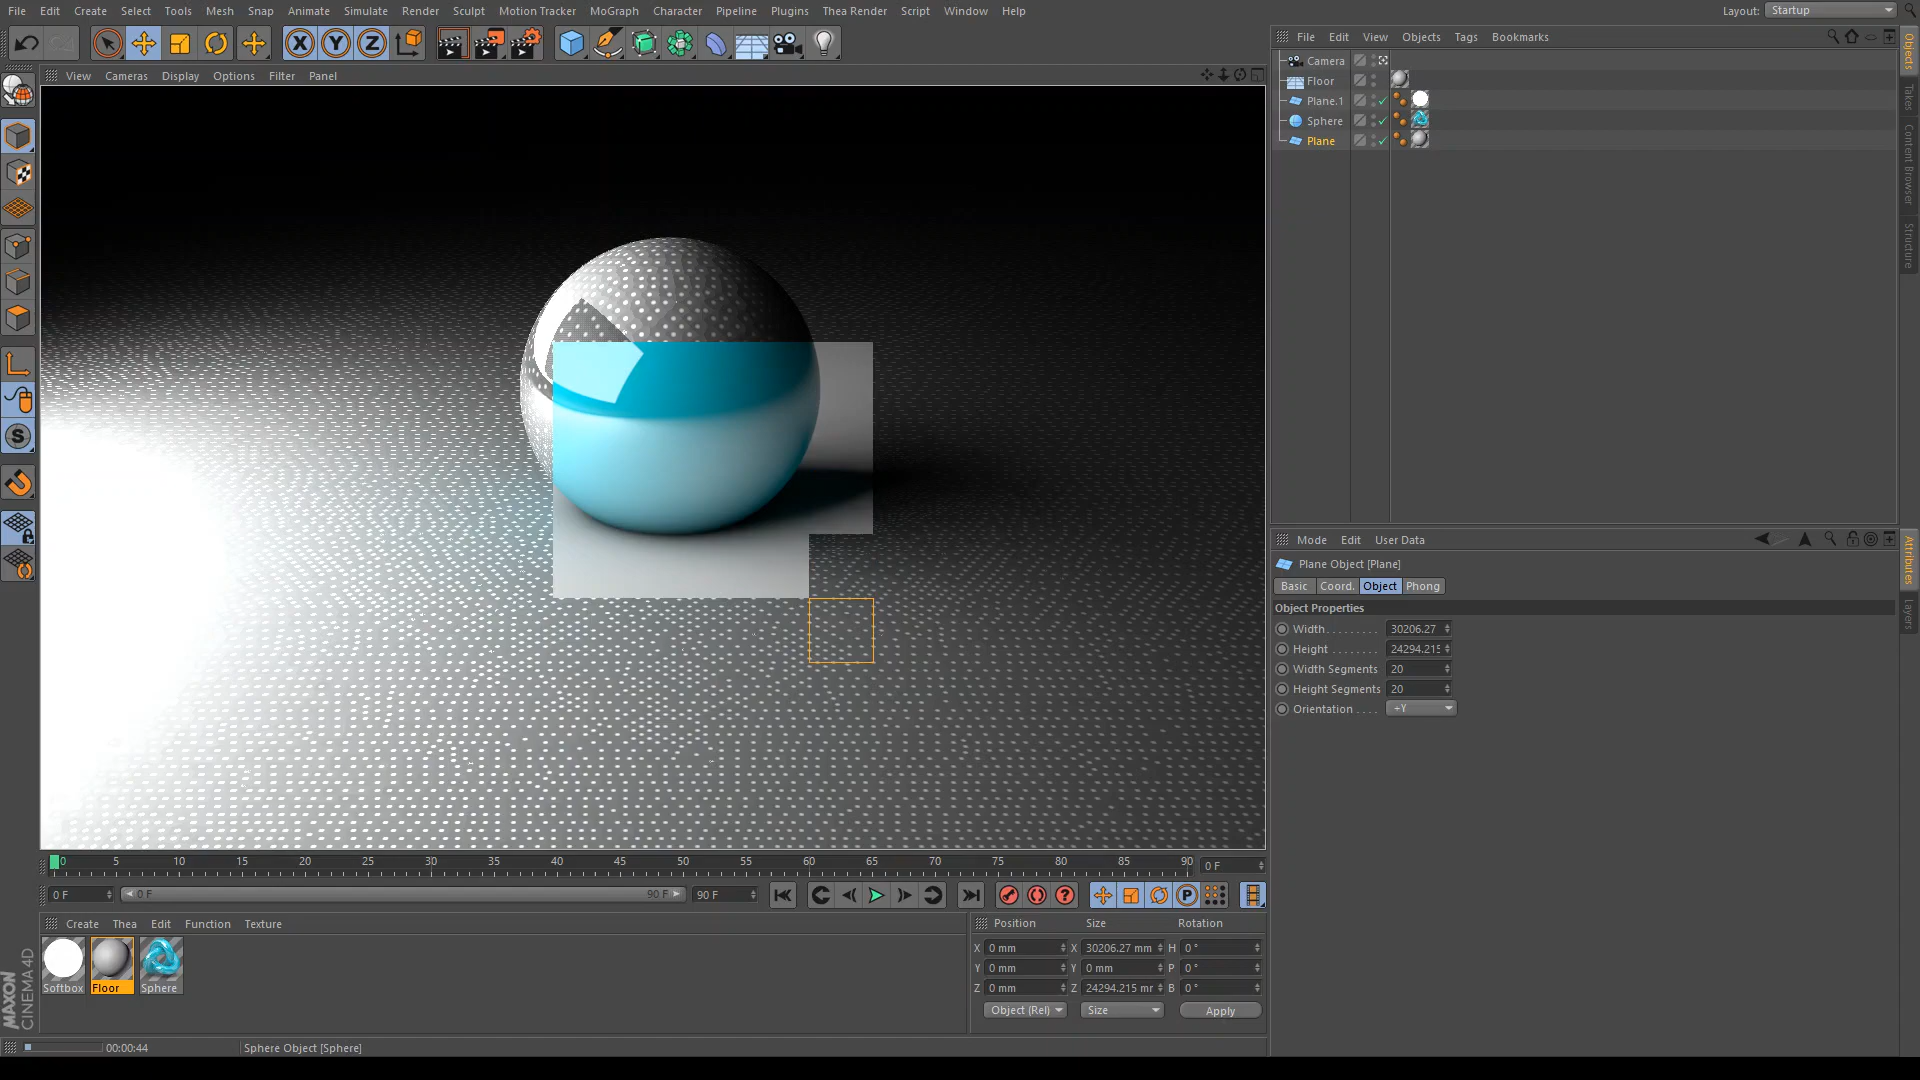 File Edit Create Select Tools Mesh Snap Animate Simulate Render Sculpt Motion Tracker MoGraph Character Pipeline Plugins Thea Render Script Window Help
Layout: Startup
View Cameras Display Options Filter Panel
File Edit View Objects Tags Bookmarks
Camera
Floor
Plane.1
Sphere
Plane
Objects
Takes
Content Browser
Structure
Mode Edit User Data
Plane Object [Plane]
Basic Coord. Object Phong
Object Properties
Width 30206.27
Height 24294.215
Width Segments 20
Height Segments 20
Orientation +Y
Attributes
Layers
0 5 10 15 20 25 30 35 40 45 50 55 60 65 70 75 80 85 90
0 F
0 F 0 F 90 F 90 F
Create Thea Edit Function Texture
Softbox Floor Sphere
Position Size Rotation
X 0 mm X 30206.27 mm H 0 °
Y 0 mm Y 0 mm P 0 °
Z 0 mm Z 24294.215 mr B 0 °
Object (Rel) Size Apply
MAXON
CINEMA 4D
00:00:44 Sphere Object [Sphere]